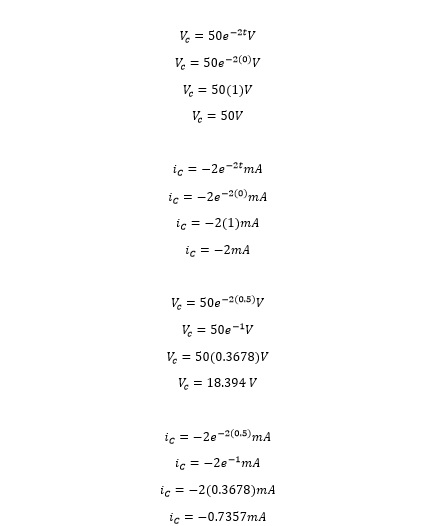 V_c = 50e^{-2t}V
V_c = 50e^{-2(0)}V
V_c = 50(1)V
V_c = 50V
i_C = -2e^{-2t}mA
i_C = -2e^{-2(0)}mA
i_C = -2(1)mA
i_C = -2mA
V_c = 50e^{-2(0.5)}V
V_c = 50e^{-1}V
V_c = 50(0.3678)V
V_c = 18.394 V
i_C = -2e^{-2(0.5)}mA
i_C = -2e^{-1}mA
i_C = -2(0.3678)mA
i_C = -0.7357mA